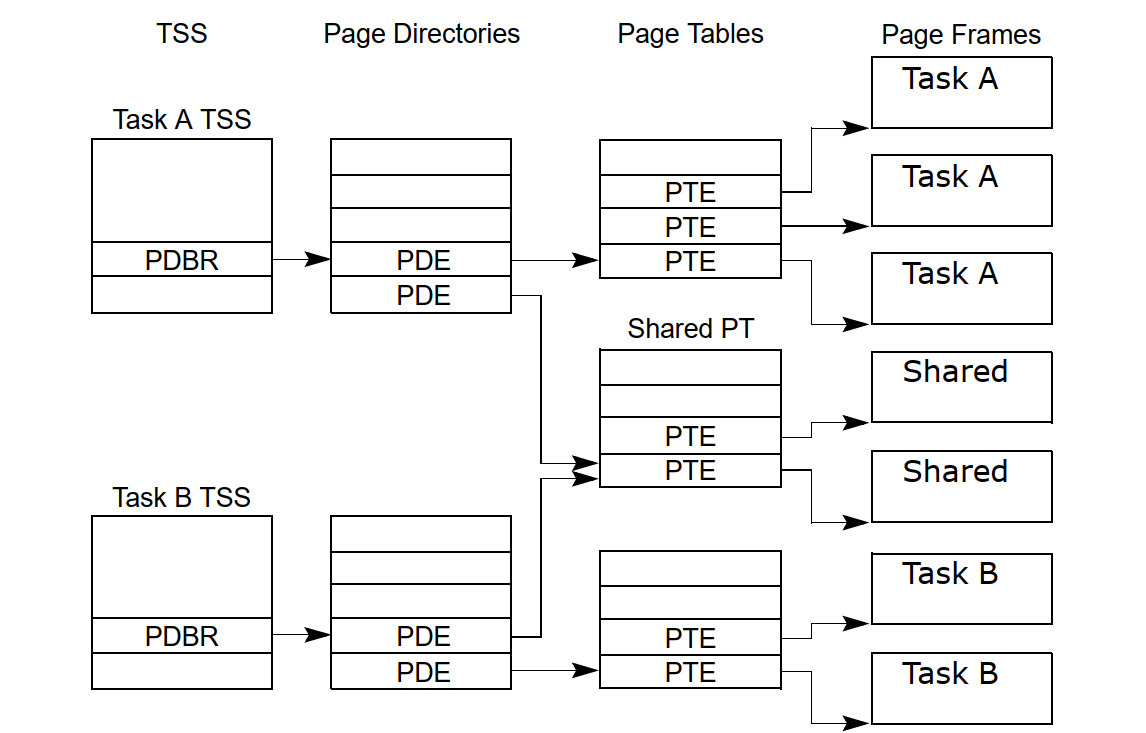 TSS
Page Directories
Page Tables
Page Frames
Task A TSS
PDBR
PDE
PDE
PTE
PTE
PTE
Task A
Task A
Task A
Shared PT
PTE
PTE
Shared
Shared
Task B TSS
PDBR
PDE
PDE
PTE
PTE
Task B
Task B